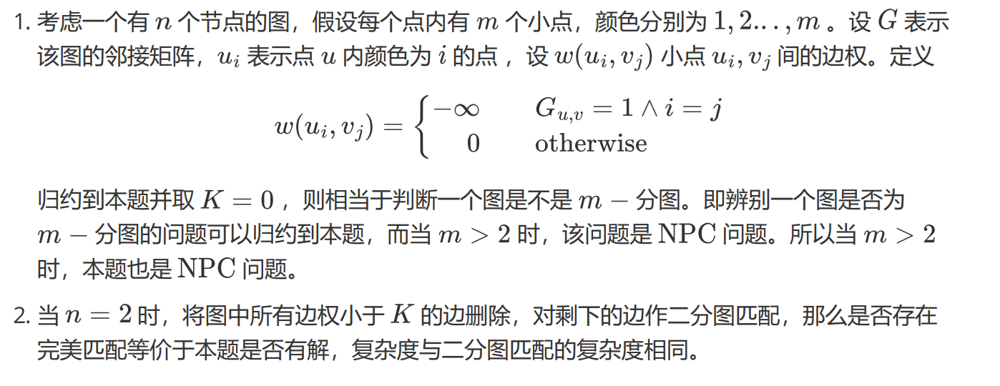 1. 考虑一个有 n 个节点的图，假设每个点内有 m 个小点，颜色分别为 1, 2. . . , m 。设 G 表示
该图的邻接矩阵，u_i 表示点 u 内颜色为 i 的点 ，设 w(u_i, v_j) 小点 u_i, v_j 间的边权。定义
w(u_i, v_j) = { −∞ G_{u,v} = 1 ∧ i = j
0 otherwise
归约到本题并取 K = 0 ，则相当于判断一个图是不是 m − 分图。即辨别一个图是否为
m − 分图的问题可以归约到本题，而当 m > 2 时，该问题是 NPC 问题。所以当 m > 2
时，本题也是 NPC 问题。
2. 当 n = 2 时，将图中所有边权小于 K 的边删除，对剩下的边作二分图匹配，那么是否存在
完美匹配等价于本题是否有解，复杂度与二分图匹配的复杂度相同。